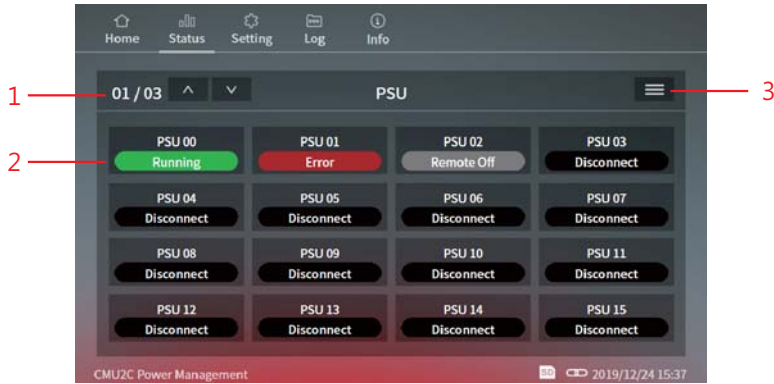 Home Status Setting Log Info
1 01 / 03 PSU 3
PSU 00 PSU 01 PSU 02 PSU 03
2 Running Error Remote Off Disconnect
PSU 04 PSU 05 PSU 06 PSU 07
Disconnect Disconnect Disconnect Disconnect
PSU 08 PSU 09 PSU 10 PSU 11
Disconnect Disconnect Disconnect Disconnect
PSU 12 PSU 13 PSU 14 PSU 15
Disconnect Disconnect Disconnect Disconnect
CMU2C Power Management SD 2019/12/24 15:37